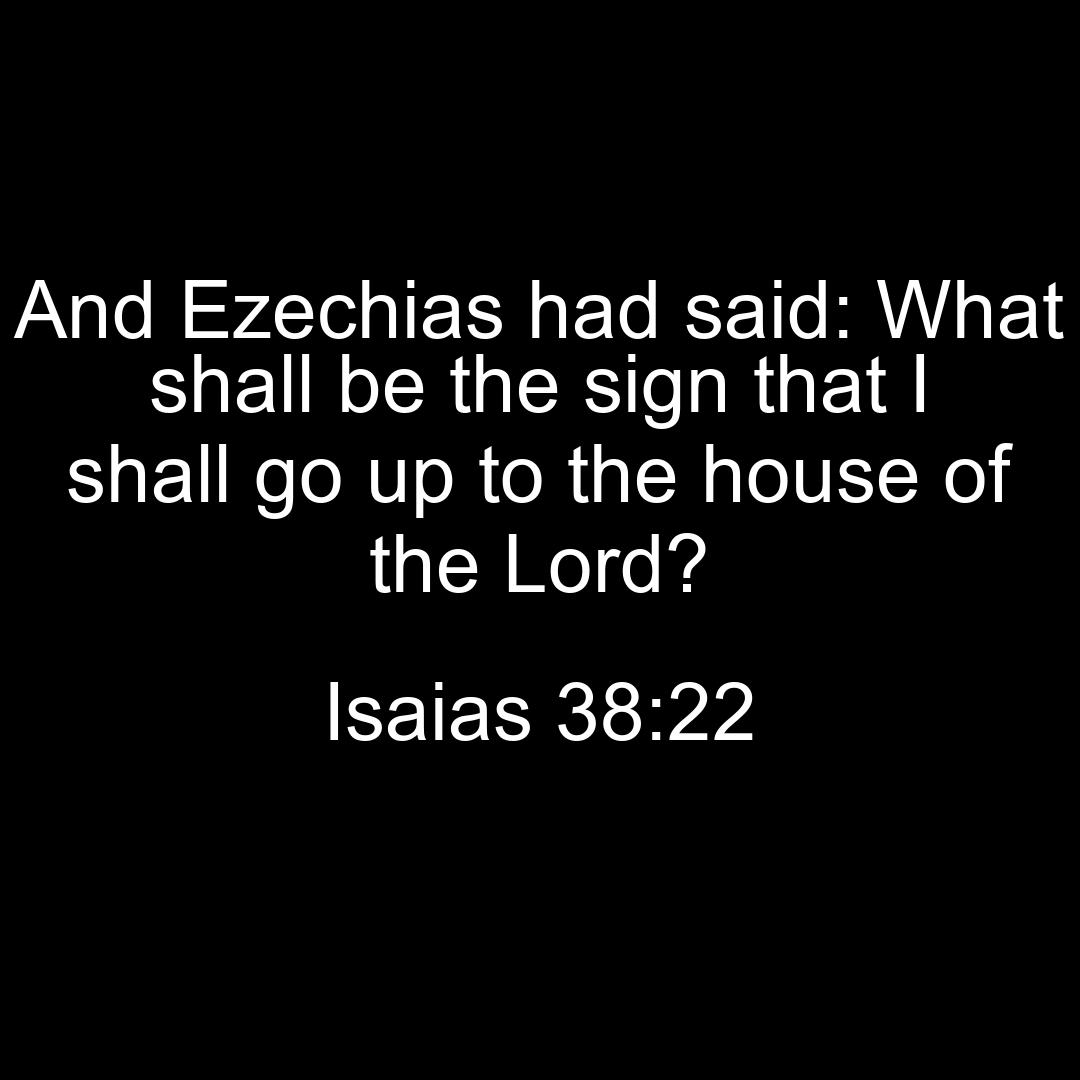 And Ezechias had said: What
shall be the sign that I
shall go up to the house of
the Lord?
Isaias 38:22